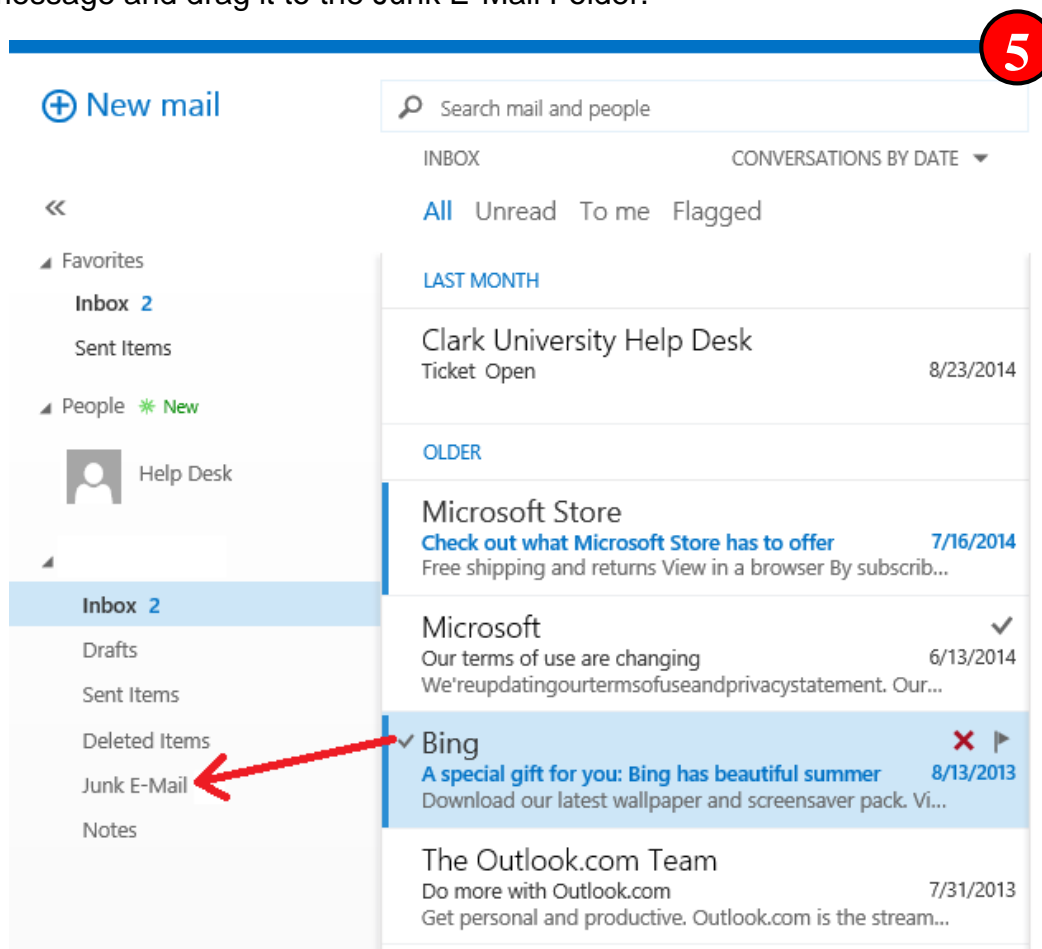 message and drag it to the Junk E-Mail Folder.
5
New mail
Search mail and people
INBOX CONVERSATIONS BY DATE
All Unread To me Flagged
Favorites
Inbox 2
Sent Items
People New
Help Desk
Inbox 2
Drafts
Sent Items
Deleted Items
Junk E-Mail
Notes
LAST MONTH
Clark University Help Desk
Ticket Open 8/23/2014
OLDER
Microsoft Store
Check out what Microsoft Store has to offer 7/16/2014
Free shipping and returns View in a browser By subscrib...
Microsoft
Our terms of use are changing 6/13/2014
We'reupdatingourtermsofuseandprivacystatement. Our...
Bing
A special gift for you: Bing has beautiful summer 8/13/2013
Download our latest wallpaper and screensaver pack. Vi...
The Outlook.com Team
Do more with Outlook.com 7/31/2013
Get personal and productive. Outlook.com is the stream...